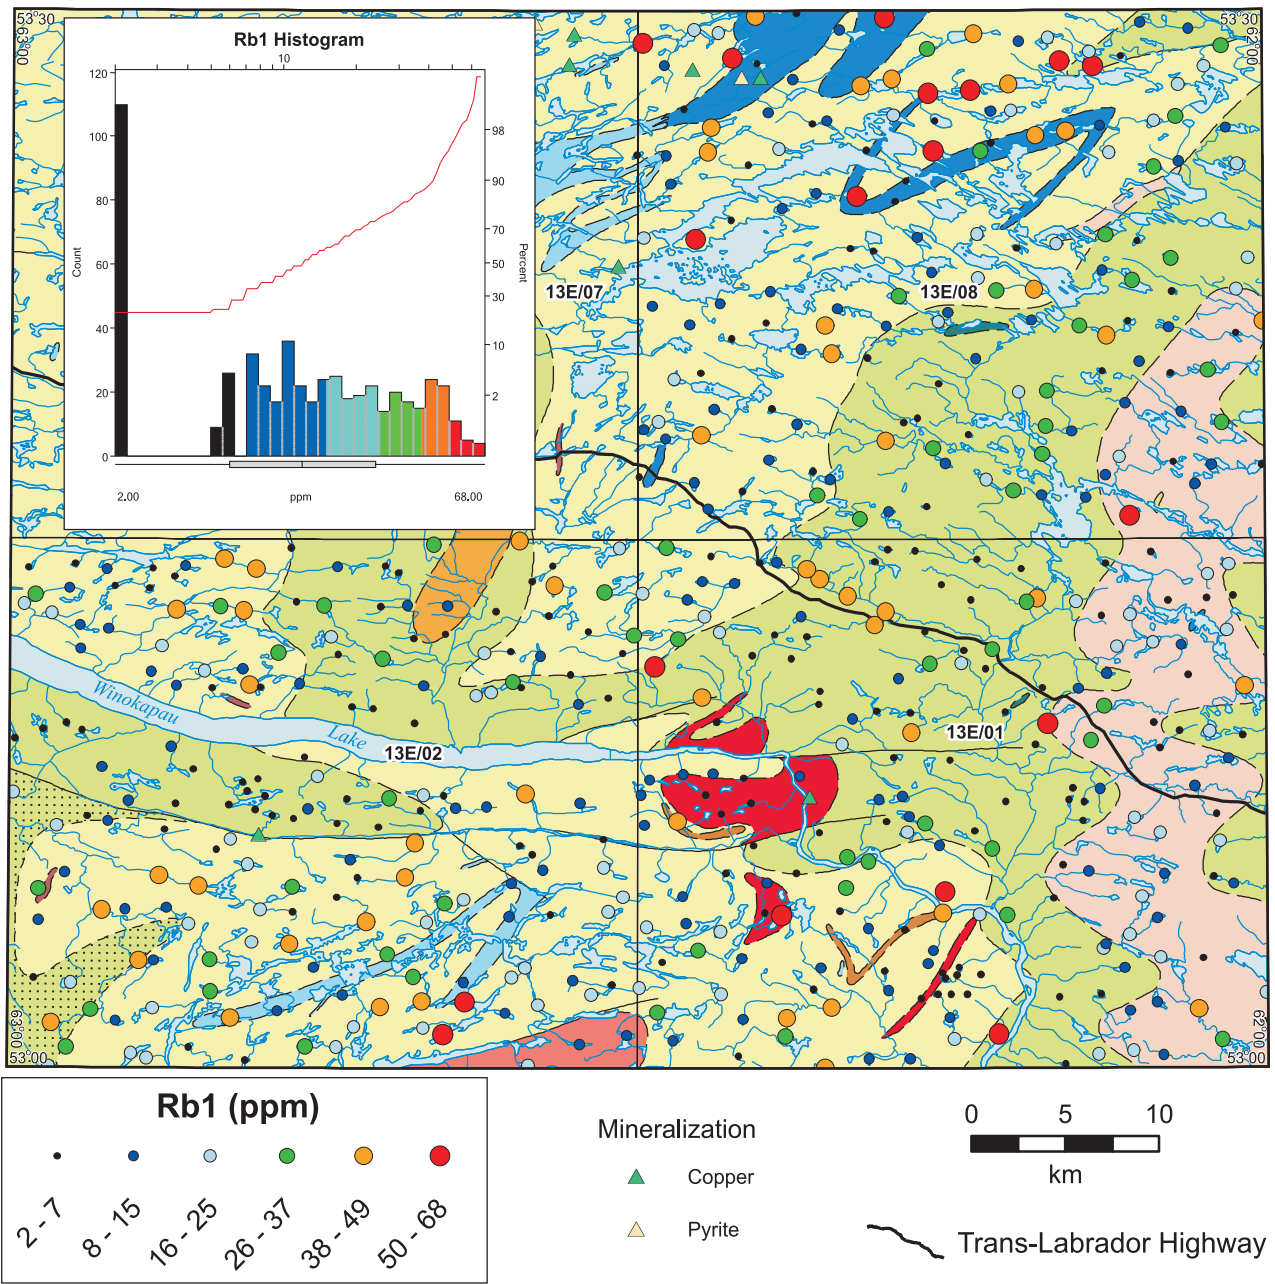 53°30
63°00
53°30
62°00
Rb1 Histogram
10
120
100
80
60
40
20
0
Count
98
90
70
50
30
10
2
Percent
2.00
ppm
68.00
13E/07
13E/08
Winokapau
Lake
13E/02
13E/01
63°00
53°00
62°00
53°00
Rb1 (ppm)
2 - 7
8 - 15
16 - 25
26 - 37
38 - 49
50 - 68
Mineralization
Copper
Pyrite
0 5 10
km
Trans-Labrador Highway